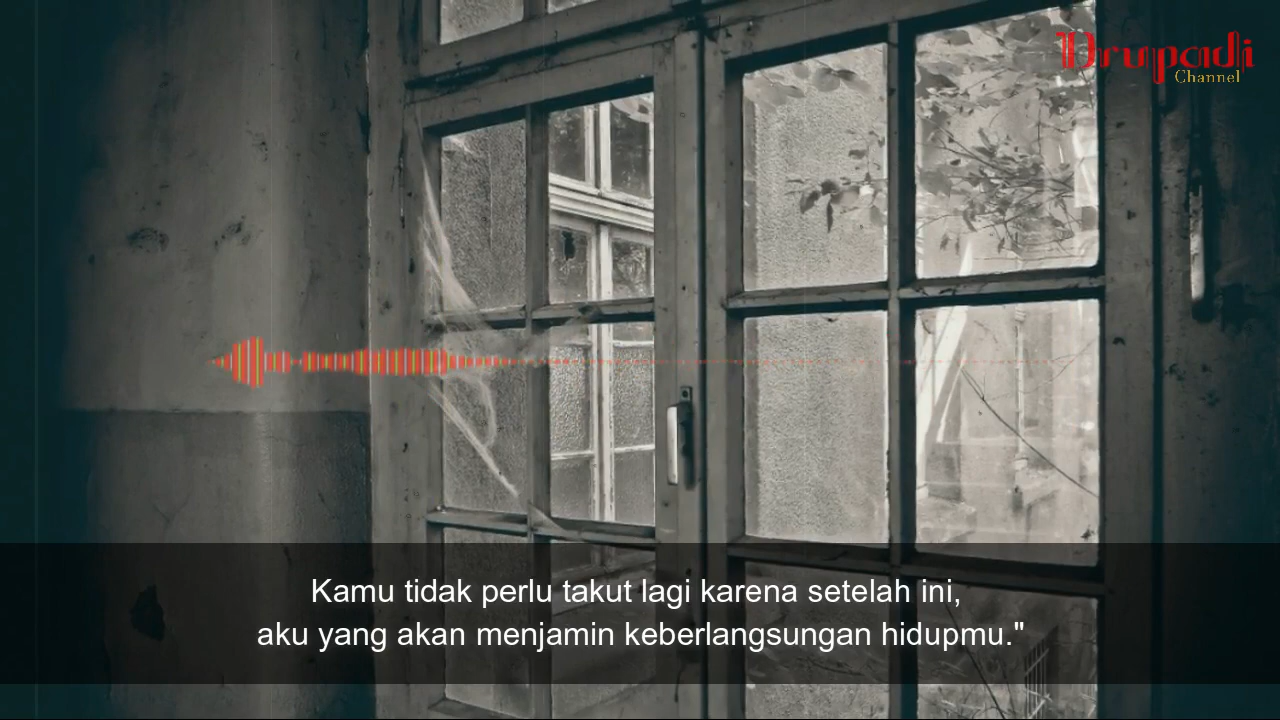 Drupadi
Channel
Kamu tidak perlu takut lagi karena setelah ini,
aku yang akan menjamin keberlangsungan hidupmu."